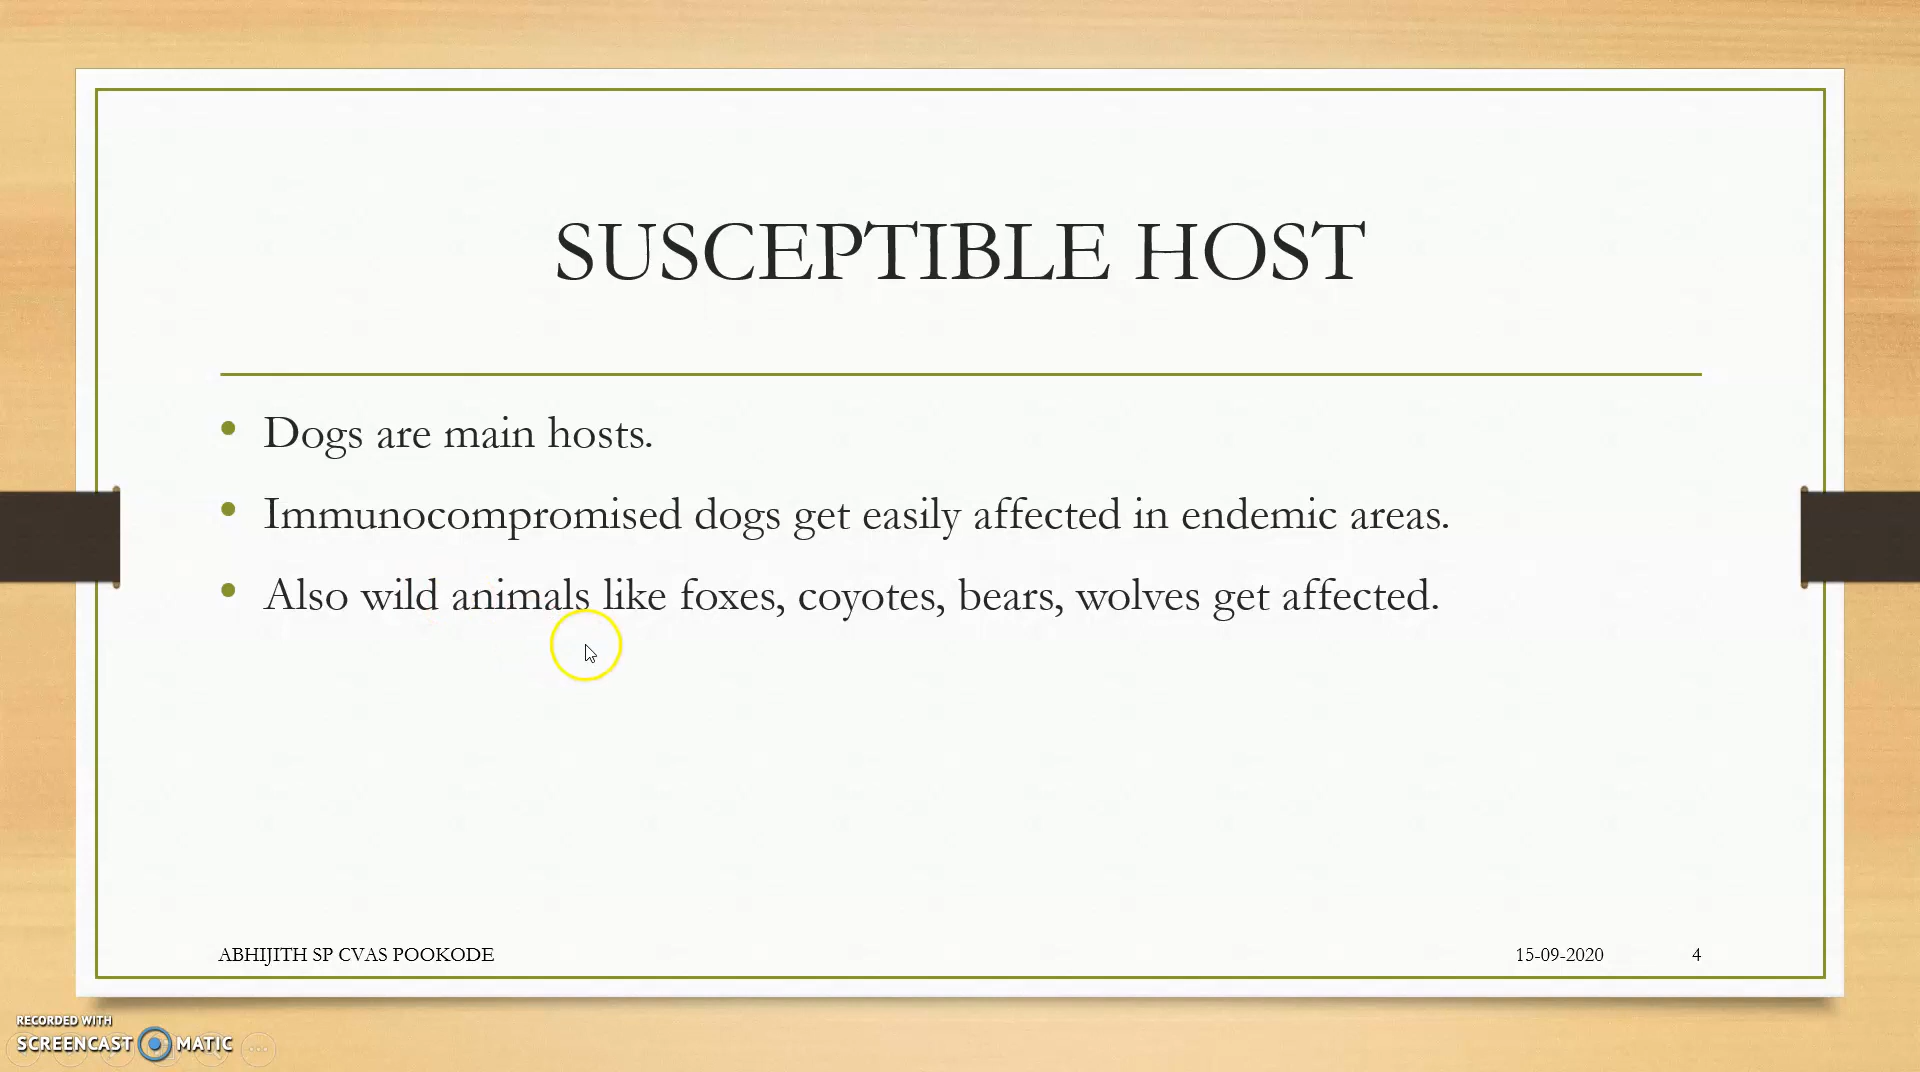 SUSCEPTIBLE HOST
• Dogs are main hosts.
• Immunocompromised dogs get easily affected in endemic areas.
• Also wild animals like foxes, coyotes, bears, wolves get affected.
ABHIJITH SP CVAS POOKODE 15-09-2020 4
RECORDED WITH
SCREENCAST MATIC